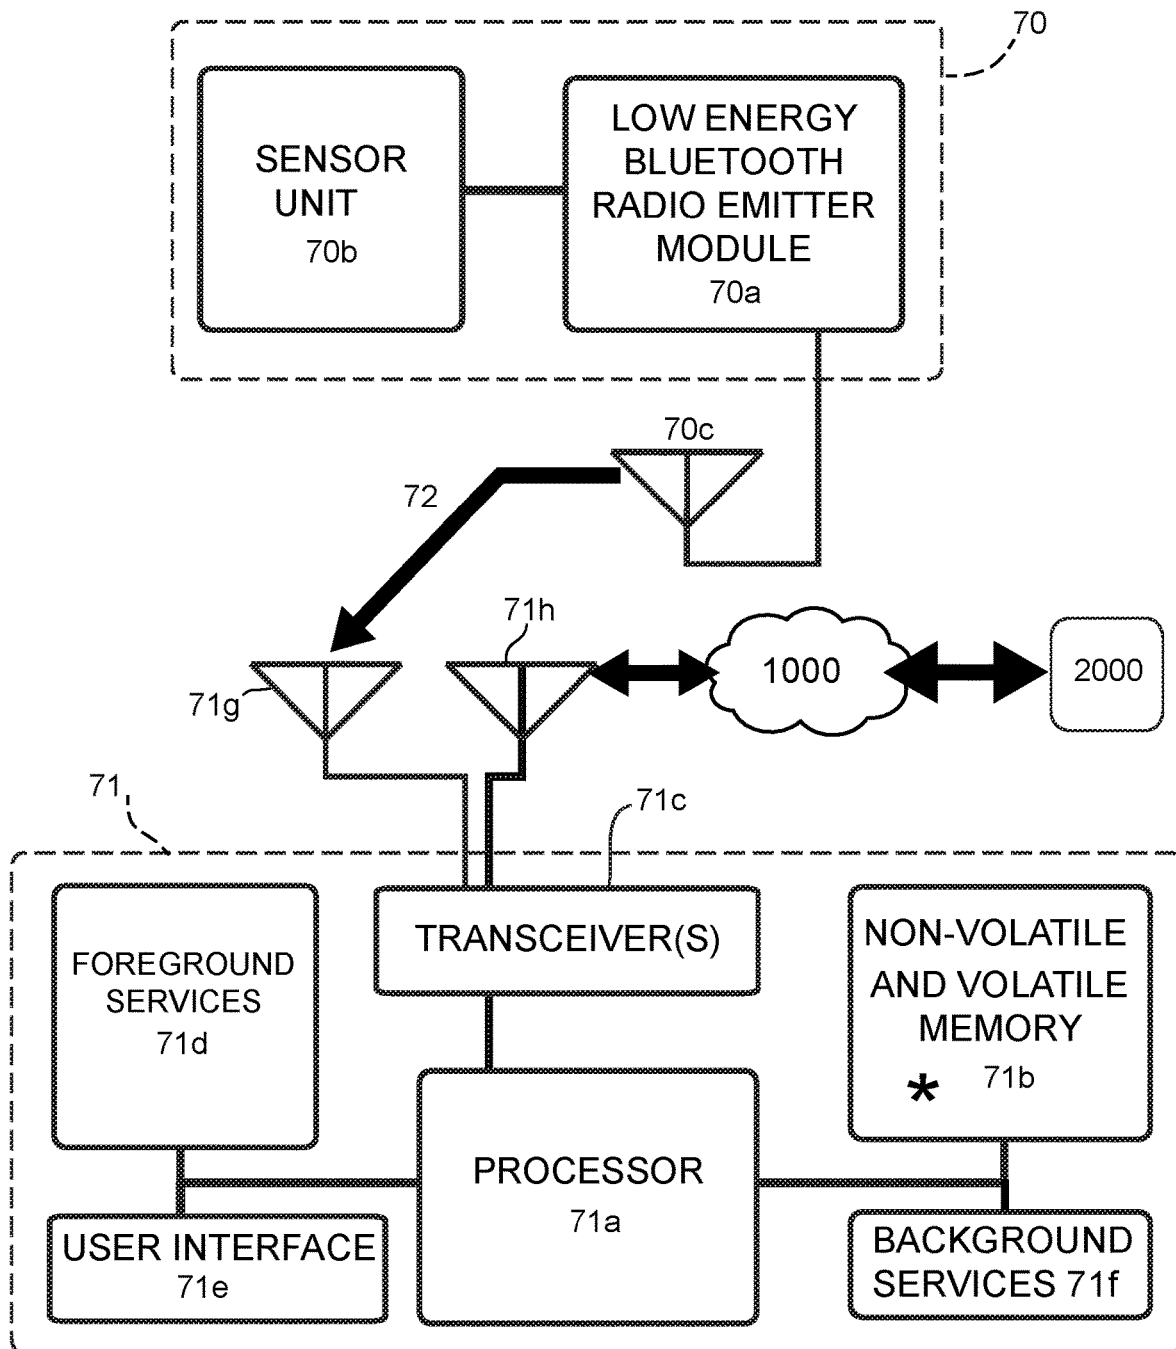 70
SENSOR
UNIT
70b
LOW ENERGY
BLUETOOTH
RADIO EMITTER
MODULE
70a
70c
72
71h
71g
1000
2000
71
71c
FOREGROUND
SERVICES
71d
TRANSCEIVER(S)
NON-VOLATILE
AND VOLATILE
MEMORY
* 71b
PROCESSOR
71a
USER INTERFACE
71e
BACKGROUND
SERVICES 71f